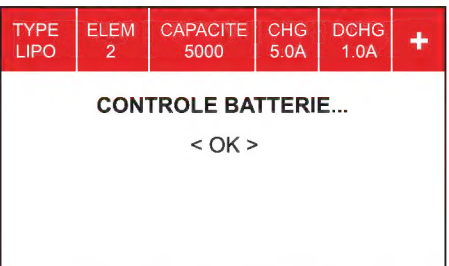 TYPE ELEM CAPACITE CHG DCHG +
LIPO 2 5000 5.0A 1.0A
CONTROLE BATTERIE...
< OK >